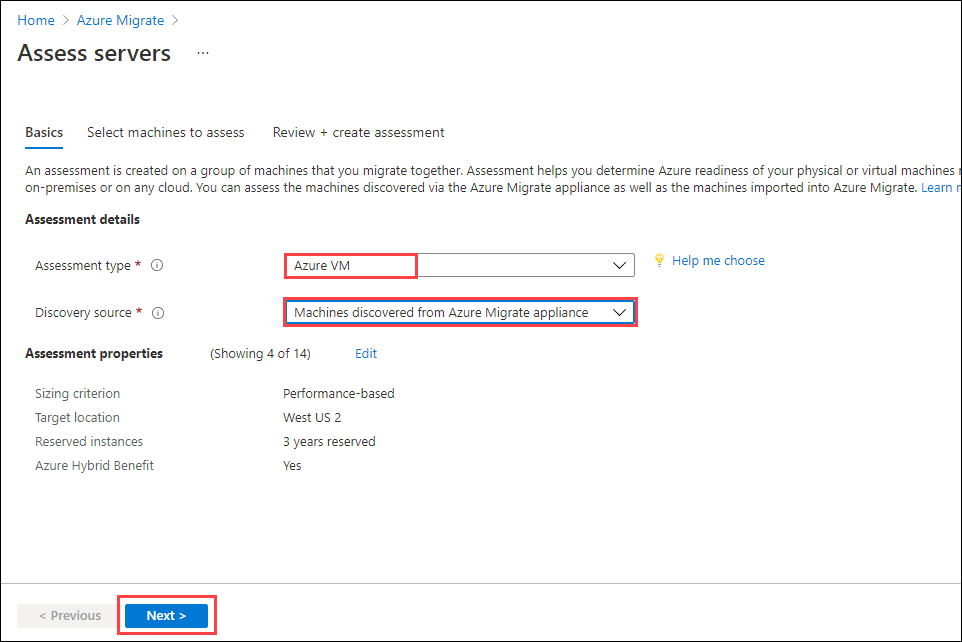 Home > Azure Migrate >
Assess servers ...
Basics Select machines to assess Review + create assessment
An assessment is created on a group of machines that you migrate together. Assessment helps you determine Azure readiness of your physical or virtual machines
on-premises or on any cloud. You can assess the machines discovered via the Azure Migrate appliance as well as the machines imported into Azure Migrate. Learn
Assessment details
Assessment type * Azure VM Help me choose
Discovery source * Machines discovered from Azure Migrate appliance
Assessment properties (Showing 4 of 14) Edit
Sizing criterion Performance-based
Target location West US 2
Reserved instances 3 years reserved
Azure Hybrid Benefit Yes
< Previous Next >